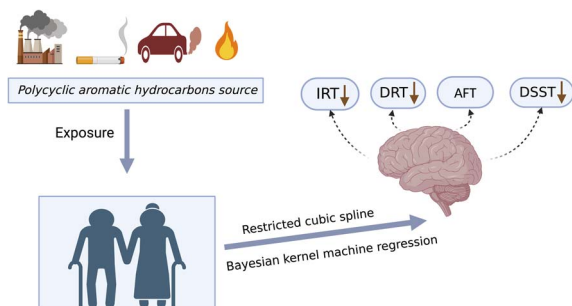 Polycyclic aromatic hydrocarbons source
Exposure
IRT
DRT
AFT
DSST
Restricted cubic spline
Bayesian kernel machine regression